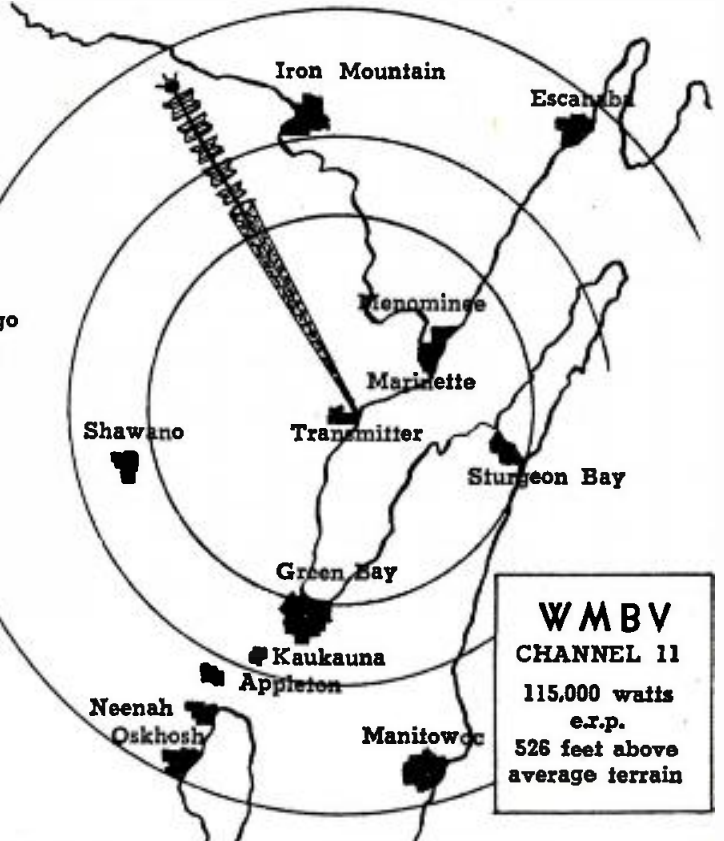 Iron Mountain
Escanaba
go
Menominee
Marinette
Shawano
Transmitter
Sturgeon Bay
Green Bay
Kaukauna
Appleton
Neenah
Oskhosh
Manitowoc
WMBV
CHANNEL 11
115,000 watts
e.r.p.
526 feet above
average terrain